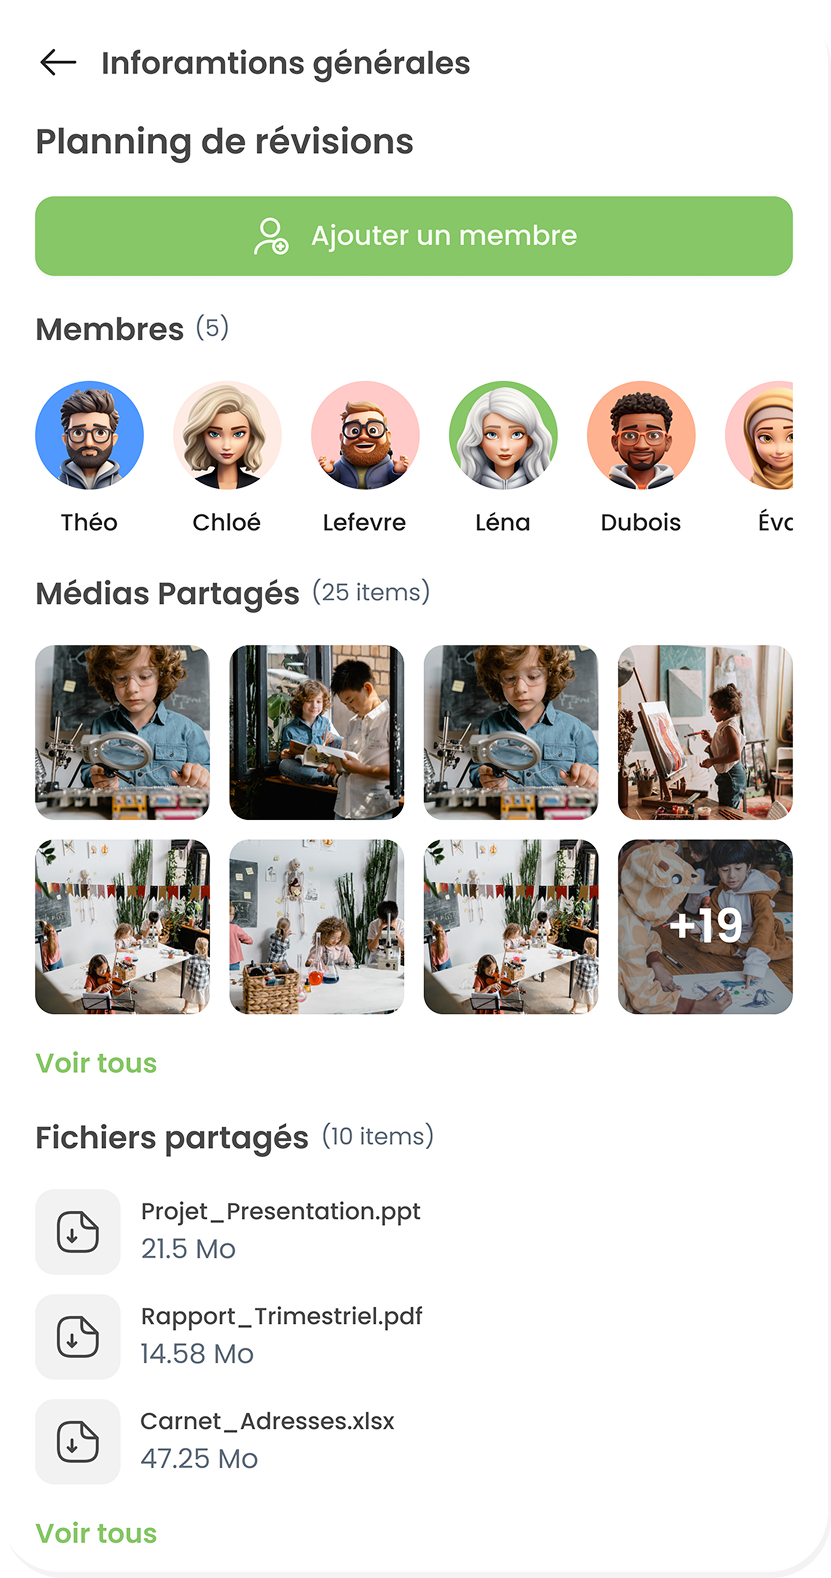 Inforamtions générales
Planning de révisions
Ajouter un membre
Membres (5)
Théo Chloé Lefevre Léna Dubois
Médias Partagés (25 items)
+19
Voir tous
Fichiers partagés (10 items)
Projet_Presentation.ppt
21.5 Mo
Rapport_Trimestriel.pdf
14.58 Mo
Carnet_Adresses.xlsx
47.25 Mo
Voir tous